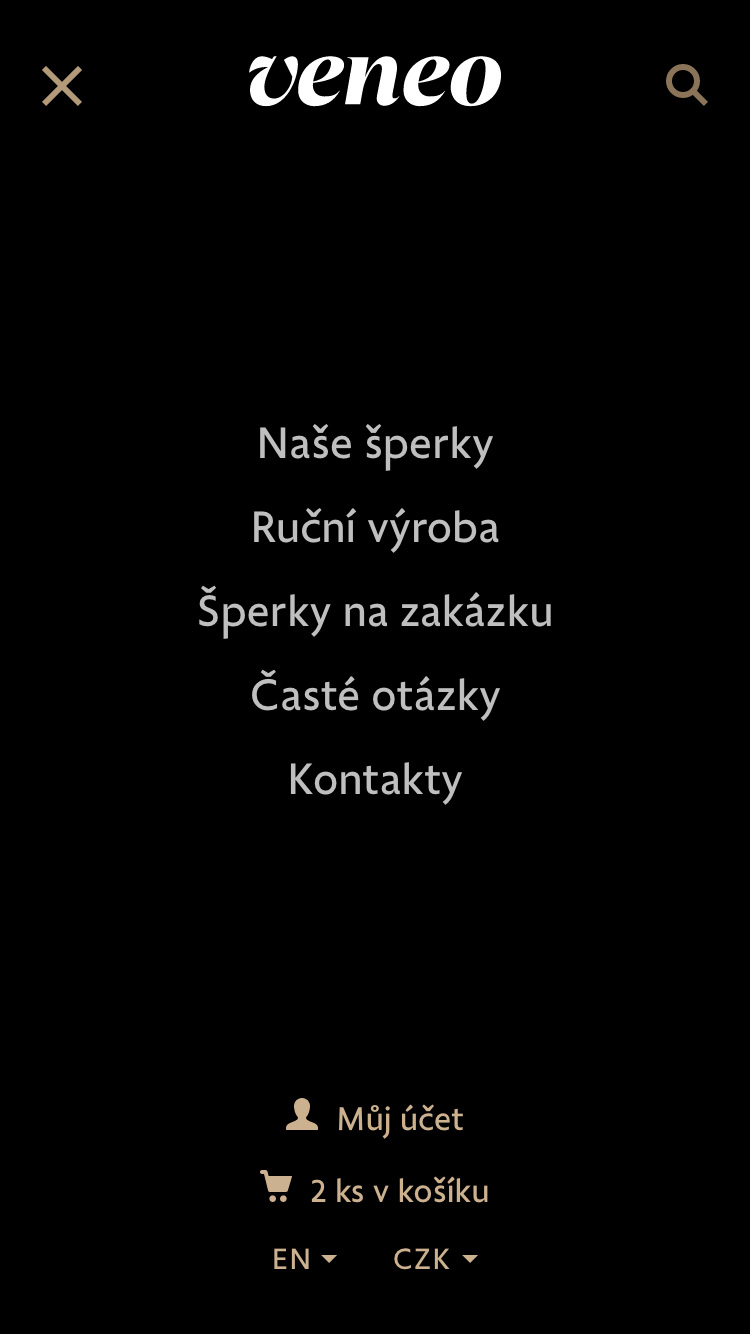 veneo
Naše šperky
Ruční výroba
Šperky na zakázku
Časté otázky
Kontakty
Můj účet
2 ks v košíku
EN CZK